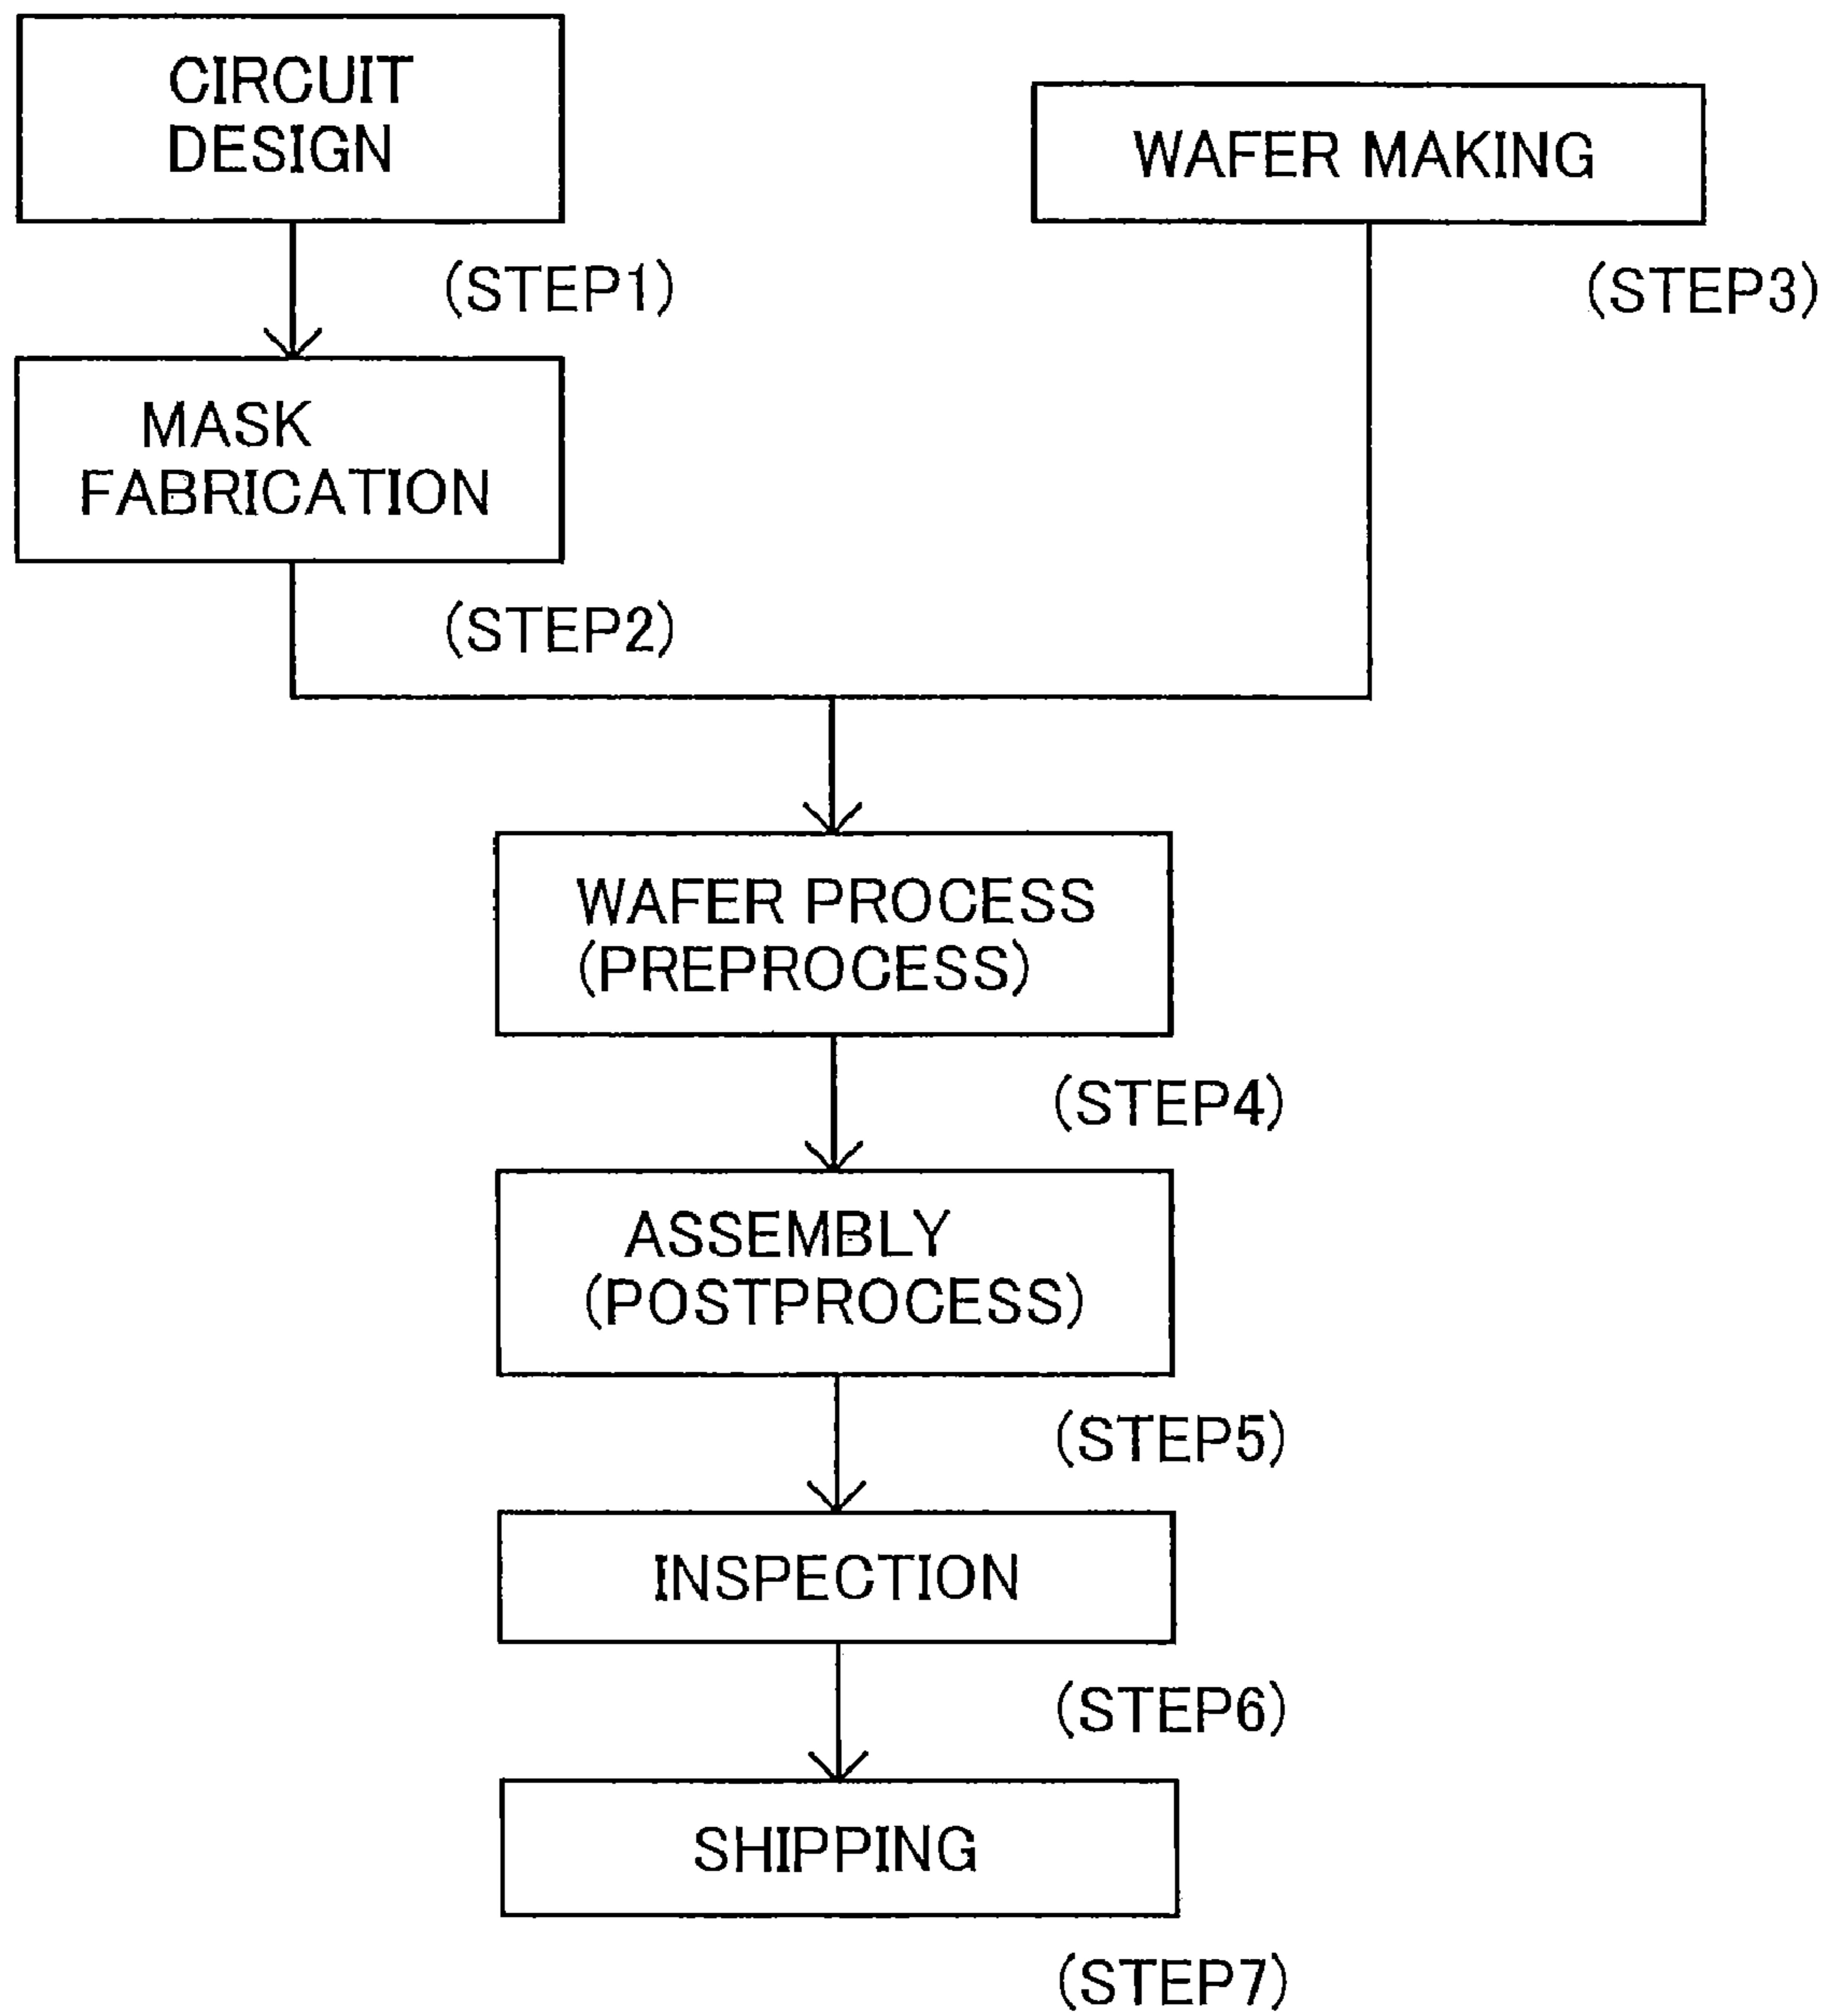 CIRCUIT
DESIGN
(STEP1)
MASK
FABRICATION
(STEP2)
WAFER MAKING
(STEP3)
WAFER PROCESS
(PREPROCESS)
(STEP4)
ASSEMBLY
(POSTPROCESS)
(STEP5)
INSPECTION
(STEP6)
SHIPPING
(STEP7)